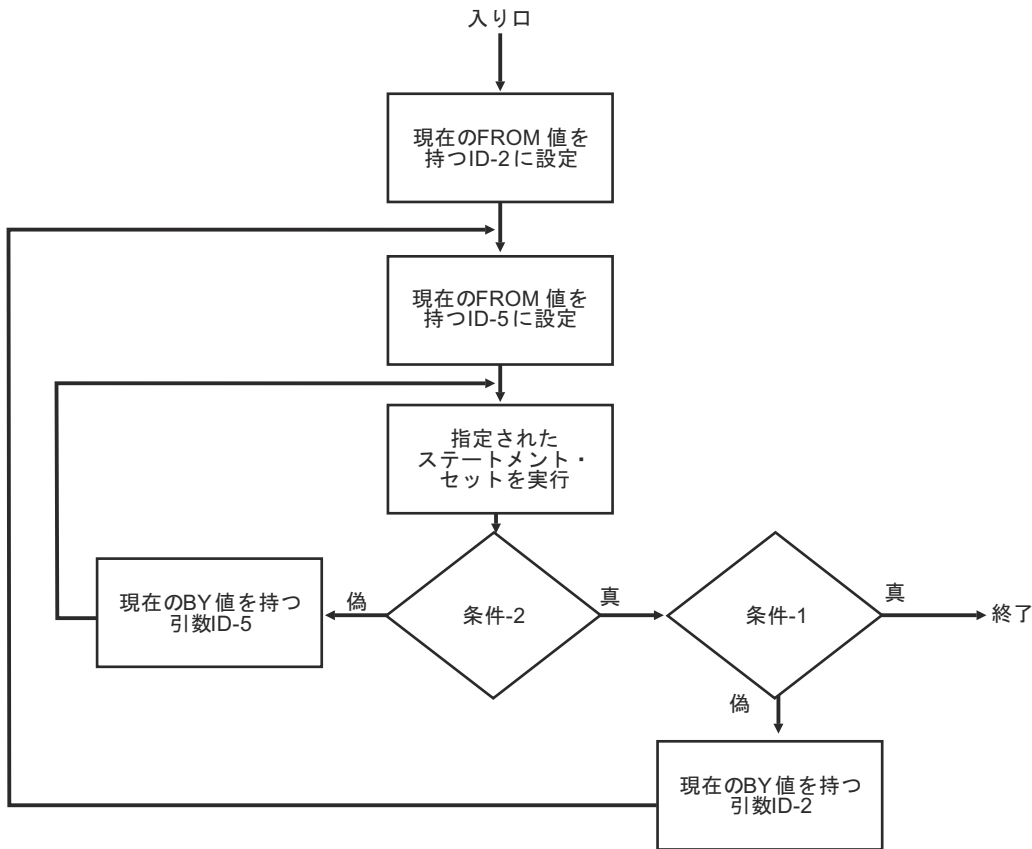 入り口
現在のFROM 値を
持つID-2に設定
現在のFROM 値を
持つID-5に設定
指定された
ステートメント・
セットを実行
現在のBY値を持つ
引数ID-5
偽
条件-2
真
条件-1
真
終了
偽
現在のBY値を持つ
引数ID-2